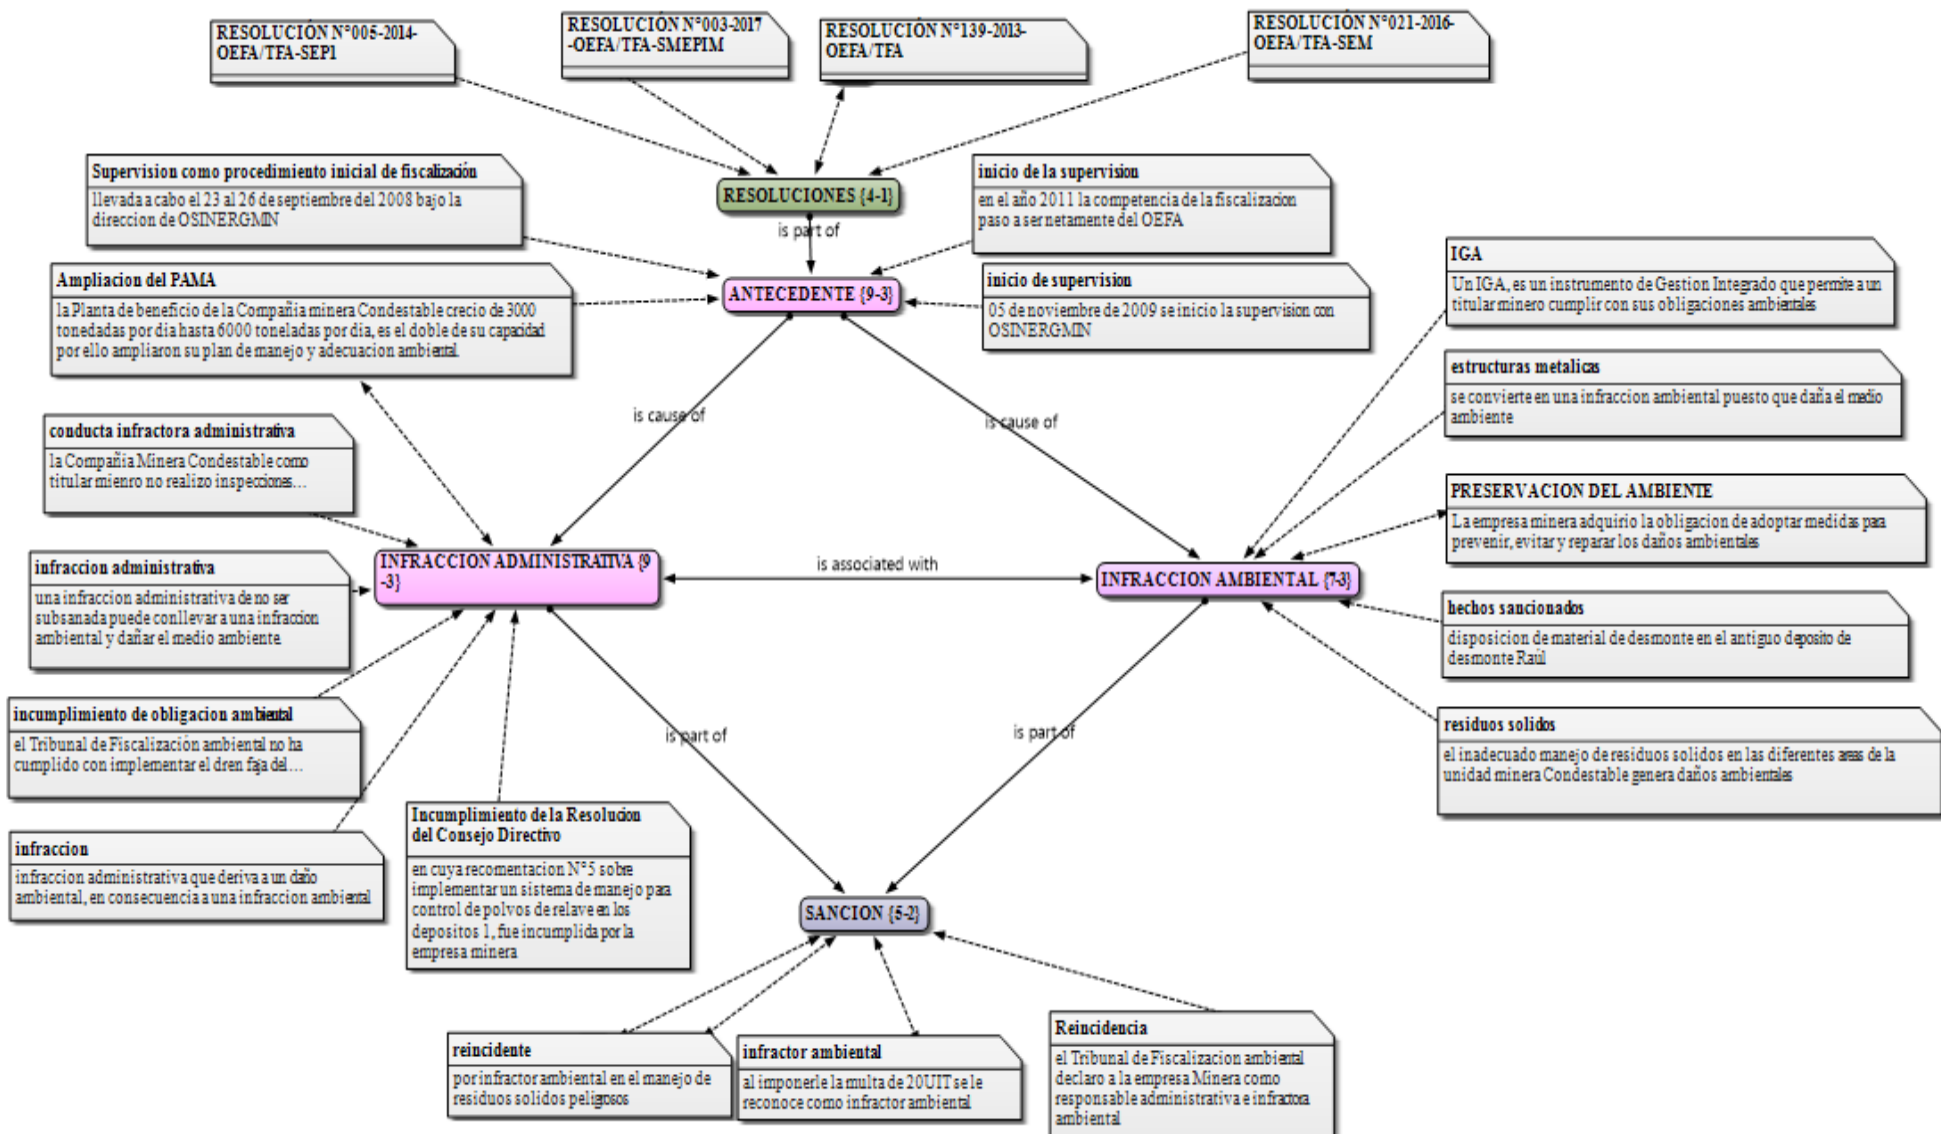 RESOLUCIÓN N°005-2014-
OEFA/TFA-SEP1
RESOLUCIÓN N°003-2017
-OEFA/TFA-SMEPIM
RESOLUCIÓN N°139-2013-
OEFA/TFA
RESOLUCIÓN N°021-2016-
OEFA/TFA-SEM
Supervision como procedimiento inicial de fiscalización
llevada a cabo el 23 al 26 de septiembre del 2008 bajo la
direccion de OSINERGMIN
RESOLUCIONES {4-1}
is part of
inicio de la supervision
en el año 2011 la competencia de la fiscalizacion
paso a ser netamente del OEFA
Ampliacion del PAMA
la Planta de beneficio de la Compañia minera Condestable crecio de 3000
tonedadas por dia hasta 6000 toneladas por dia, es el doble de su capacidad
por ello ampliaron su plan de manejo y adecuacion ambiental.
ANTECEDENTE {9-3}
inicio de supervision
05 de noviembre de 2009 se inicio la supervision con
OSINERGMIN
IGA
Un IGA, es un instrumento de Gestion Integrado que permite a un
titular minero cumplir con sus obligaciones ambientales
estructuras metalicas
se convierte en una infraccion ambiental puesto que daña el medio
ambiente
is cause of
is cause of
conducta infractora administrativa
la Compañia Minera Condestable como
titular mienro no realizo inspecciones...
PRESERVACION DEL AMBIENTE
La empresa minera adquirio la obligacion de adoptar medidas para
prevenir, evitar y reparar los daños ambientales
infraccion administrativa
una infraccion administrativa de no ser
subsanada puede conllevar a una infraccion
ambiental y dañar el medio ambiente.
INFRACCION ADMINISTRATIVA {9
-3}
is associated with
INFRACCION AMBIENTAL {7-3}
hechos sancionados
disposicion de material de desmonte en el antiguo deposito de
desmonte Raúl
incumplimiento de obligacion ambiental
el Tribunal de Fiscalización ambiental no ha
cumplido con implementar el dren faja del...
is part of
is part of
residuos solidos
el inadecuado manejo de residuos solidos en las diferentes areas de la
unidad minera Condestable genera daños ambientales
infraccion
infraccion administrativa que deriva a un daño
ambiental, en consecuencia a una infraccion ambiental
Incumplimiento de la Resolucion
del Consejo Directivo
en cuya recomentacion N°5 sobre
implementar un sistema de manejo para
control de polvos de relave en los
depositos 1, fue incumplida por la
empresa minera
SANCION {5-2}
reincidente
por infractor ambiental en el manejo de
residuos solidos peligrosos
infractor ambiental
al imponerle la multa de 20UIT se le
reconoce como infractor ambiental
Reincidencia
el Tribunal de Fiscalizacion ambiental
declaro a la empresa Minera como
responsable administrativa e infractora
ambiental